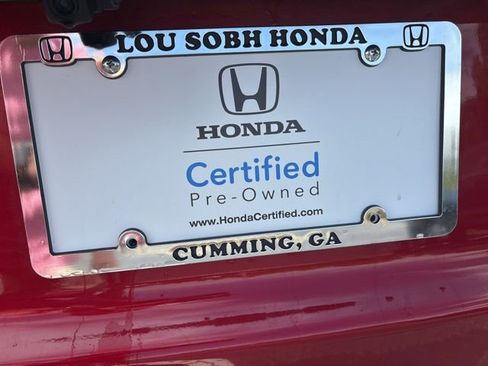 LOU SOBH HONDA
HONDA
Certified
Pre-Owned
www.HondaCertified.com
CUMMING, GA